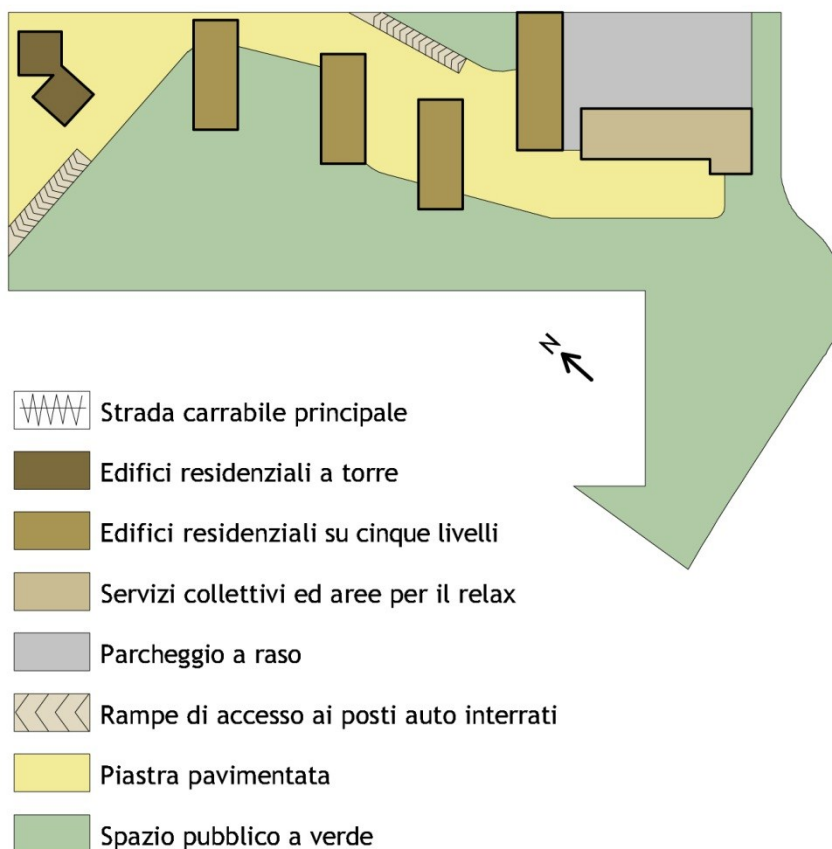 N
Strada carrabile principale
Edifici residenziali a torre
Edifici residenziali su cinque livelli
Servizi collettivi ed aree per il relax
Parcheggio a raso
Rampe di accesso ai posti auto interrati
Piastra pavimentata
Spazio pubblico a verde